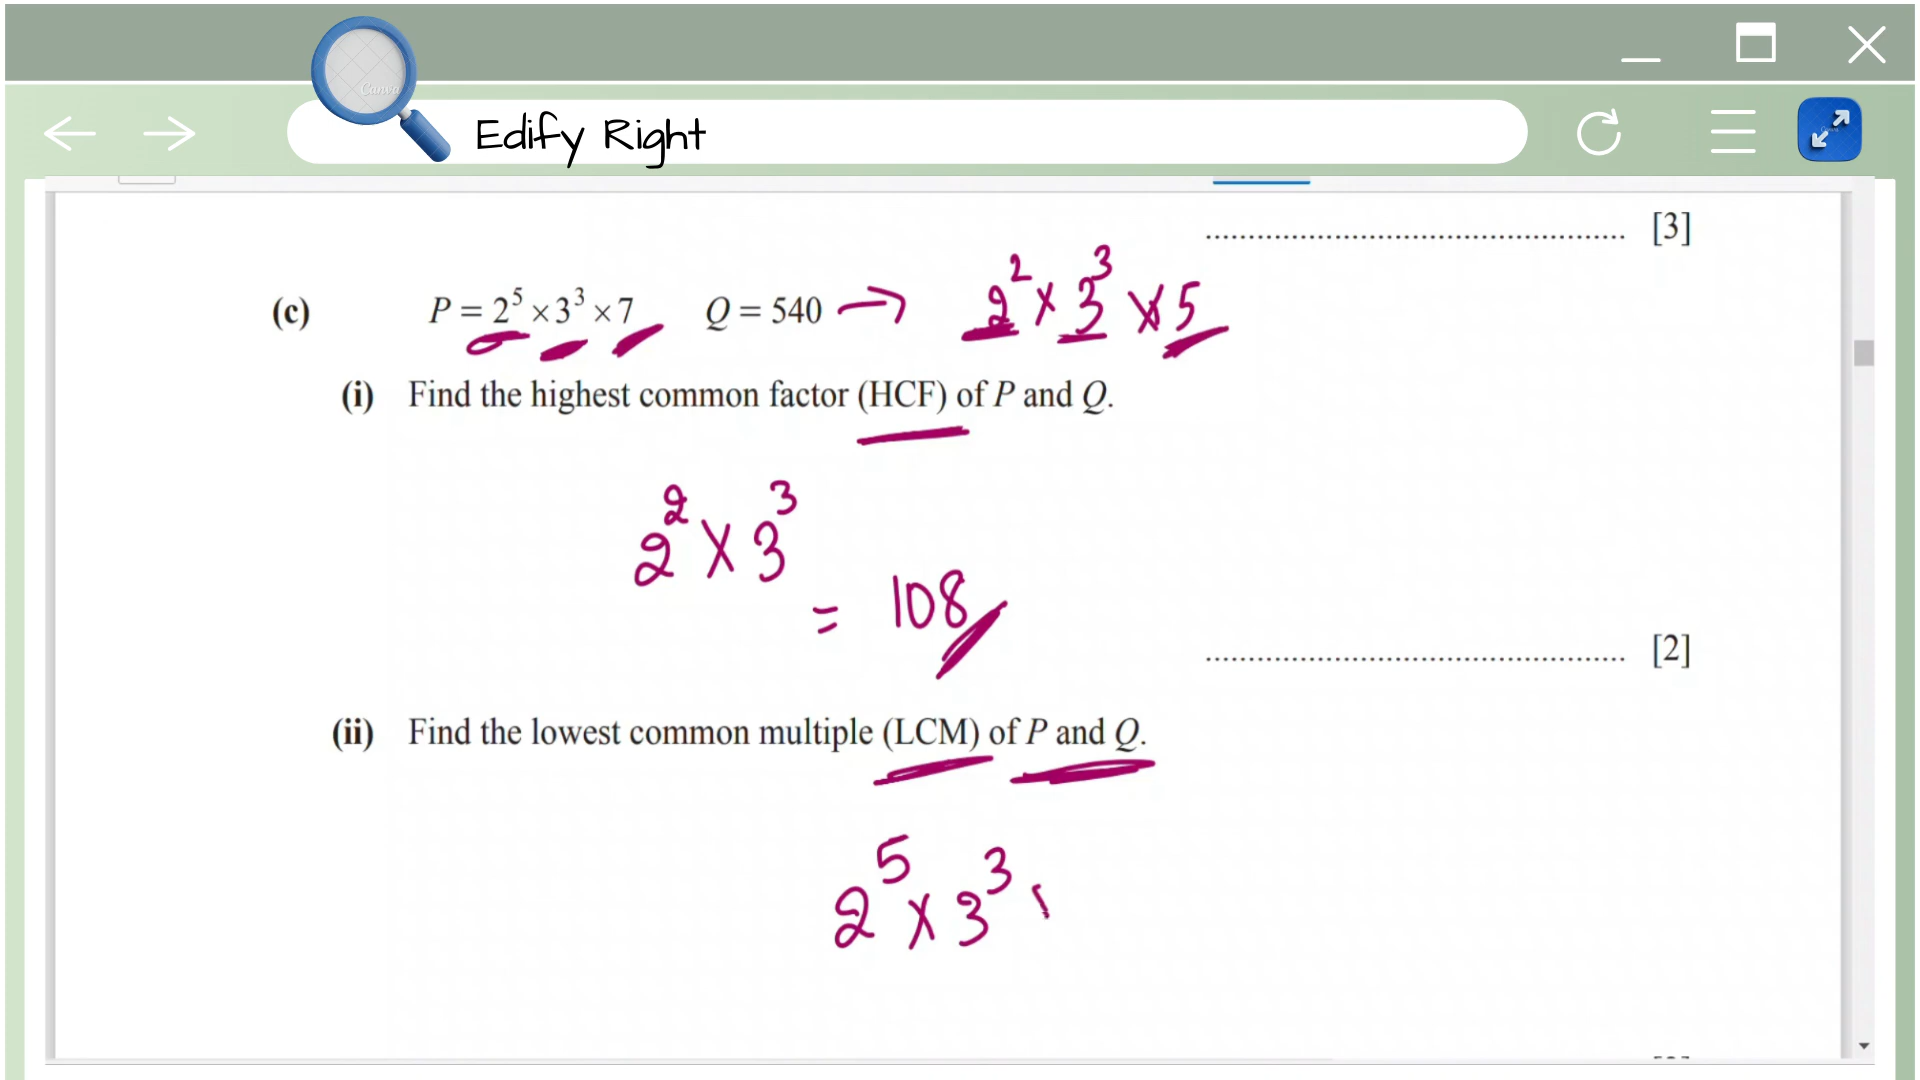 Canva
Edify Right
[3]
(c) P = 2⁵ × 3³ × 7 Q = 540 → 2² × 3³ × 5
(i) Find the highest common factor (HCF) of P and Q.
2² × 3³
= 108
[2]
(ii) Find the lowest common multiple (LCM) of P and Q.
2⁵ × 3³